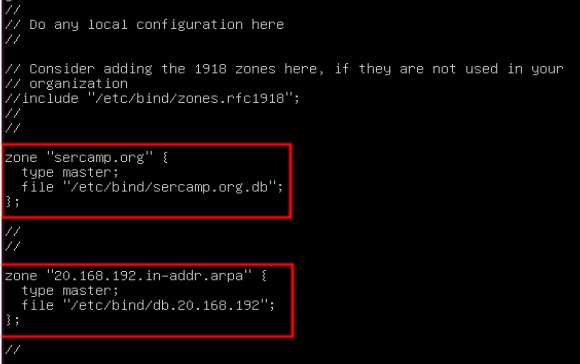 //
// Do any local configuration here
//
// Consider adding the 1918 zones here, if they are not used in your
// organization
//include "/etc/bind/zones.rfc1918";
//
//
zone "sercamp.org" {
type master;
file "/etc/bind/sercamp.org.db";
};
//
//
zone "20.168.192.in-addr.arpa" {
type master;
file "/etc/bind/db.20.168.192";
};
//